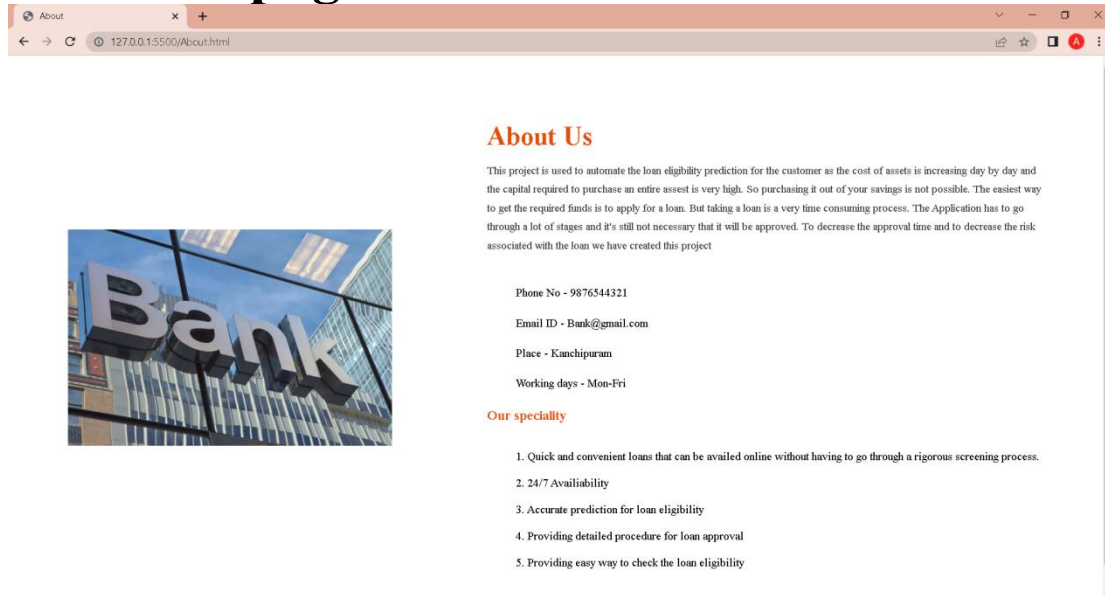 About
127.0.0.1:5500/About.html
A
About Us
This project is used to automate the loan eligibility prediction for the customer as the cost of assets is increasing day by day and
the capital required to purchase an entire assest is very high. So purchasing it out of your savings is not possible. The easiest way
to get the required funds is to apply for a loan. But taking a loan is a very time consuming process. The Application has to go
through a lot of stages and it's still not necessary that it will be approved. To decrease the approval time and to decrease the risk
associated with the loan we have created this project
Bank
Phone No - 9876544321
Email ID - Bank@gmail.com
Place - Kanchipuram
Working days - Mon-Fri
Our speciality
1. Quick and convenient loans that can be availed online without having to go through a rigorous screening process.
2. 24/7 Availiability
3. Accurate prediction for loan eligibility
4. Providing detailed procedure for loan approval
5. Providing easy way to check the loan eligibility